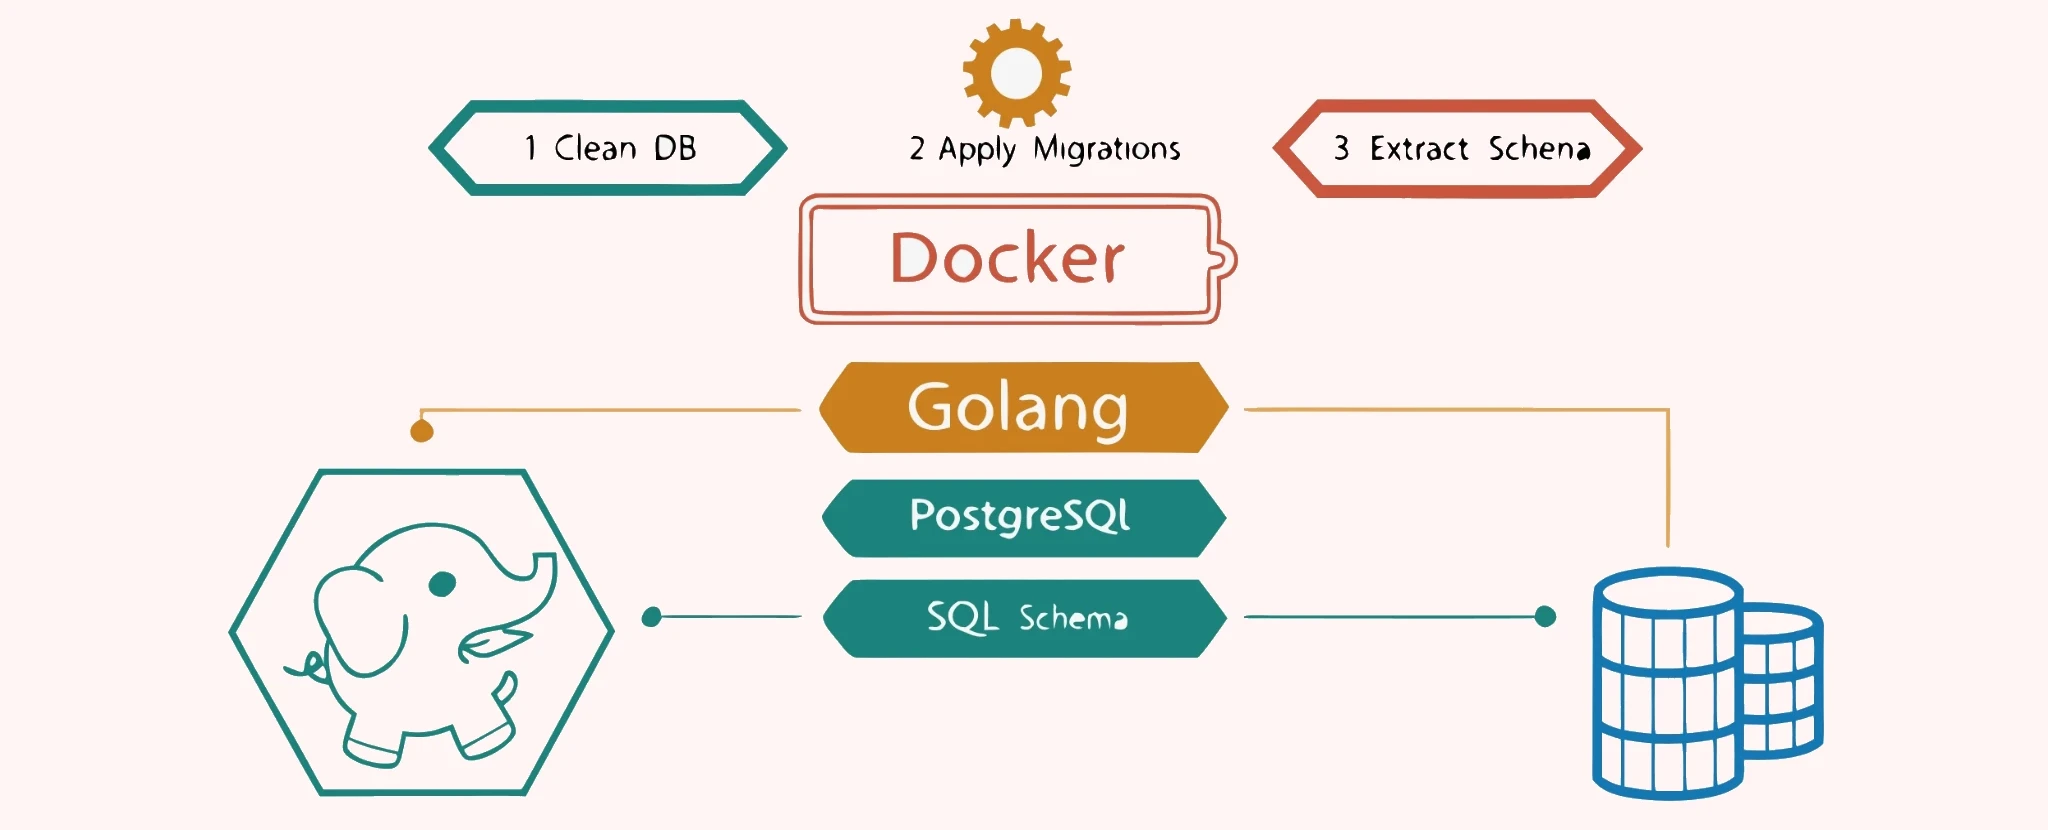 1 Clean DB
2 Apply Migrations
3 Extract Schena
Docker
Golang
PostgreSQl
SQL Schema